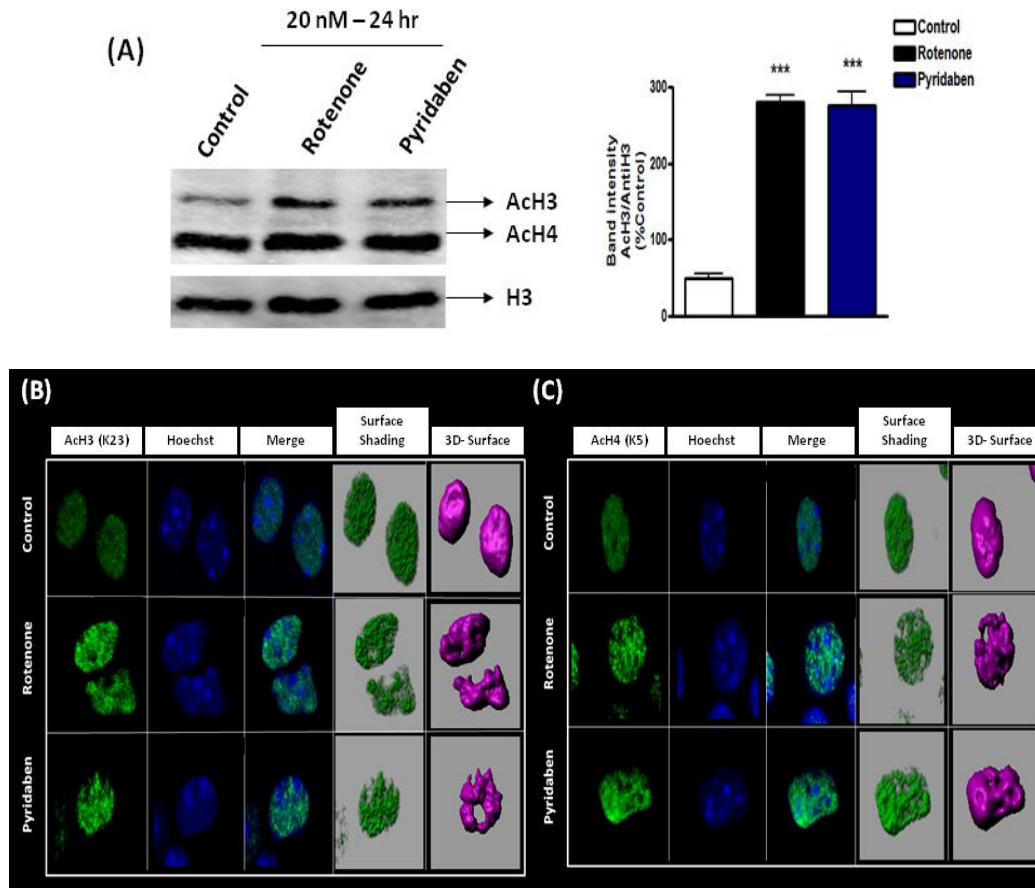 (A)
20 nM – 24 hr
Control
Rotenone
Pyridaben
AcH3
AcH4
H3
Control
Rotenone
Pyridaben
***
***
Band intensity
AcH3/AntiH3
(%Control)
300
200
100
0
(B)
AcH3 (K23)
Hoechst
Merge
Surface
Shading
3D- Surface
Control
Rotenone
Pyridaben
(C)
AcH4 (K5)
Hoechst
Merge
Surface
Shading
3D- Surface
Control
Rotenone
Pyridaben